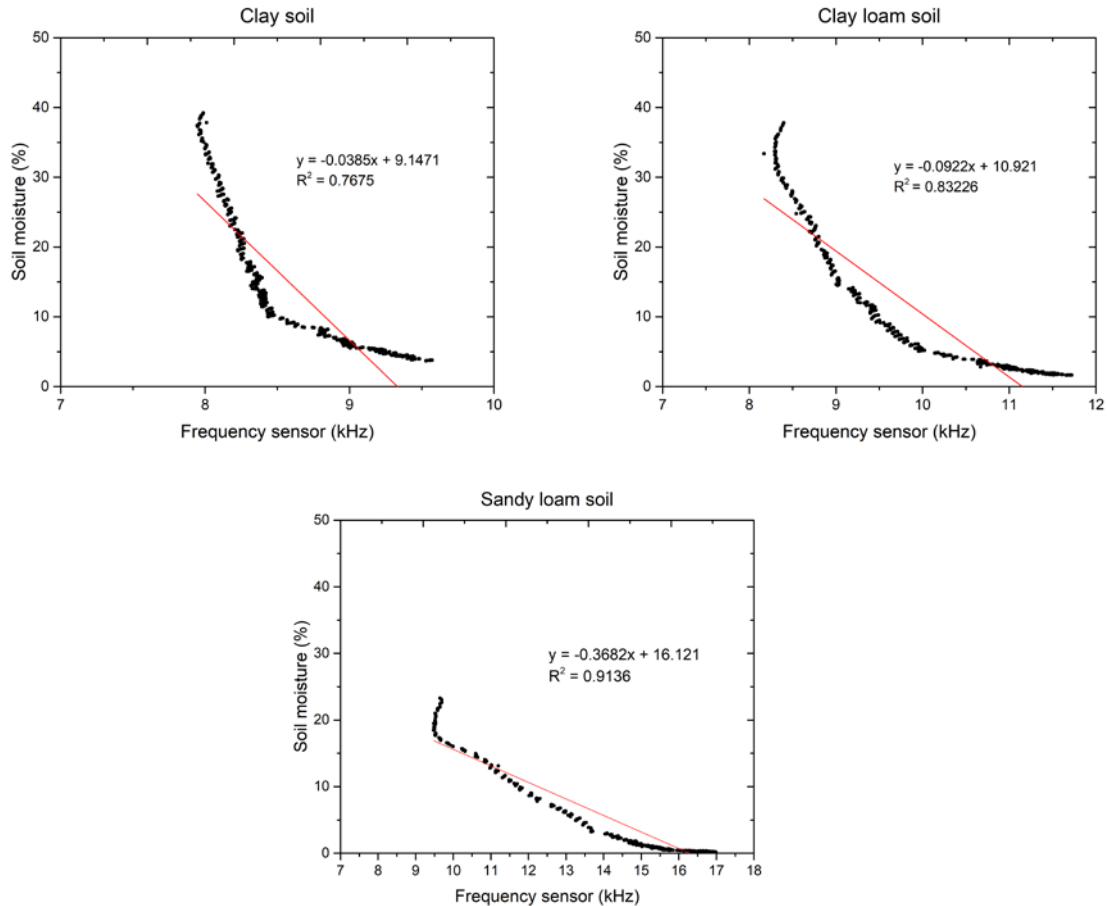 Clay soil
50
40
30
20
10
0
Soil moisture (%)
y = -0.0385x + 9.1471
R² = 0.7675
7 8 9 10
Frequency sensor (kHz)
Clay loam soil
50
40
30
20
10
0
Soil moisture (%)
y = -0.0922x + 10.921
R² = 0.83226
7 8 9 10 11 12
Frequency sensor (kHz)
Sandy loam soil
50
40
30
20
10
0
Soil moisture (%)
y = -0.3682x + 16.121
R² = 0.9136
7 8 9 10 11 12 13 14 15 16 17 18
Frequency sensor (kHz)